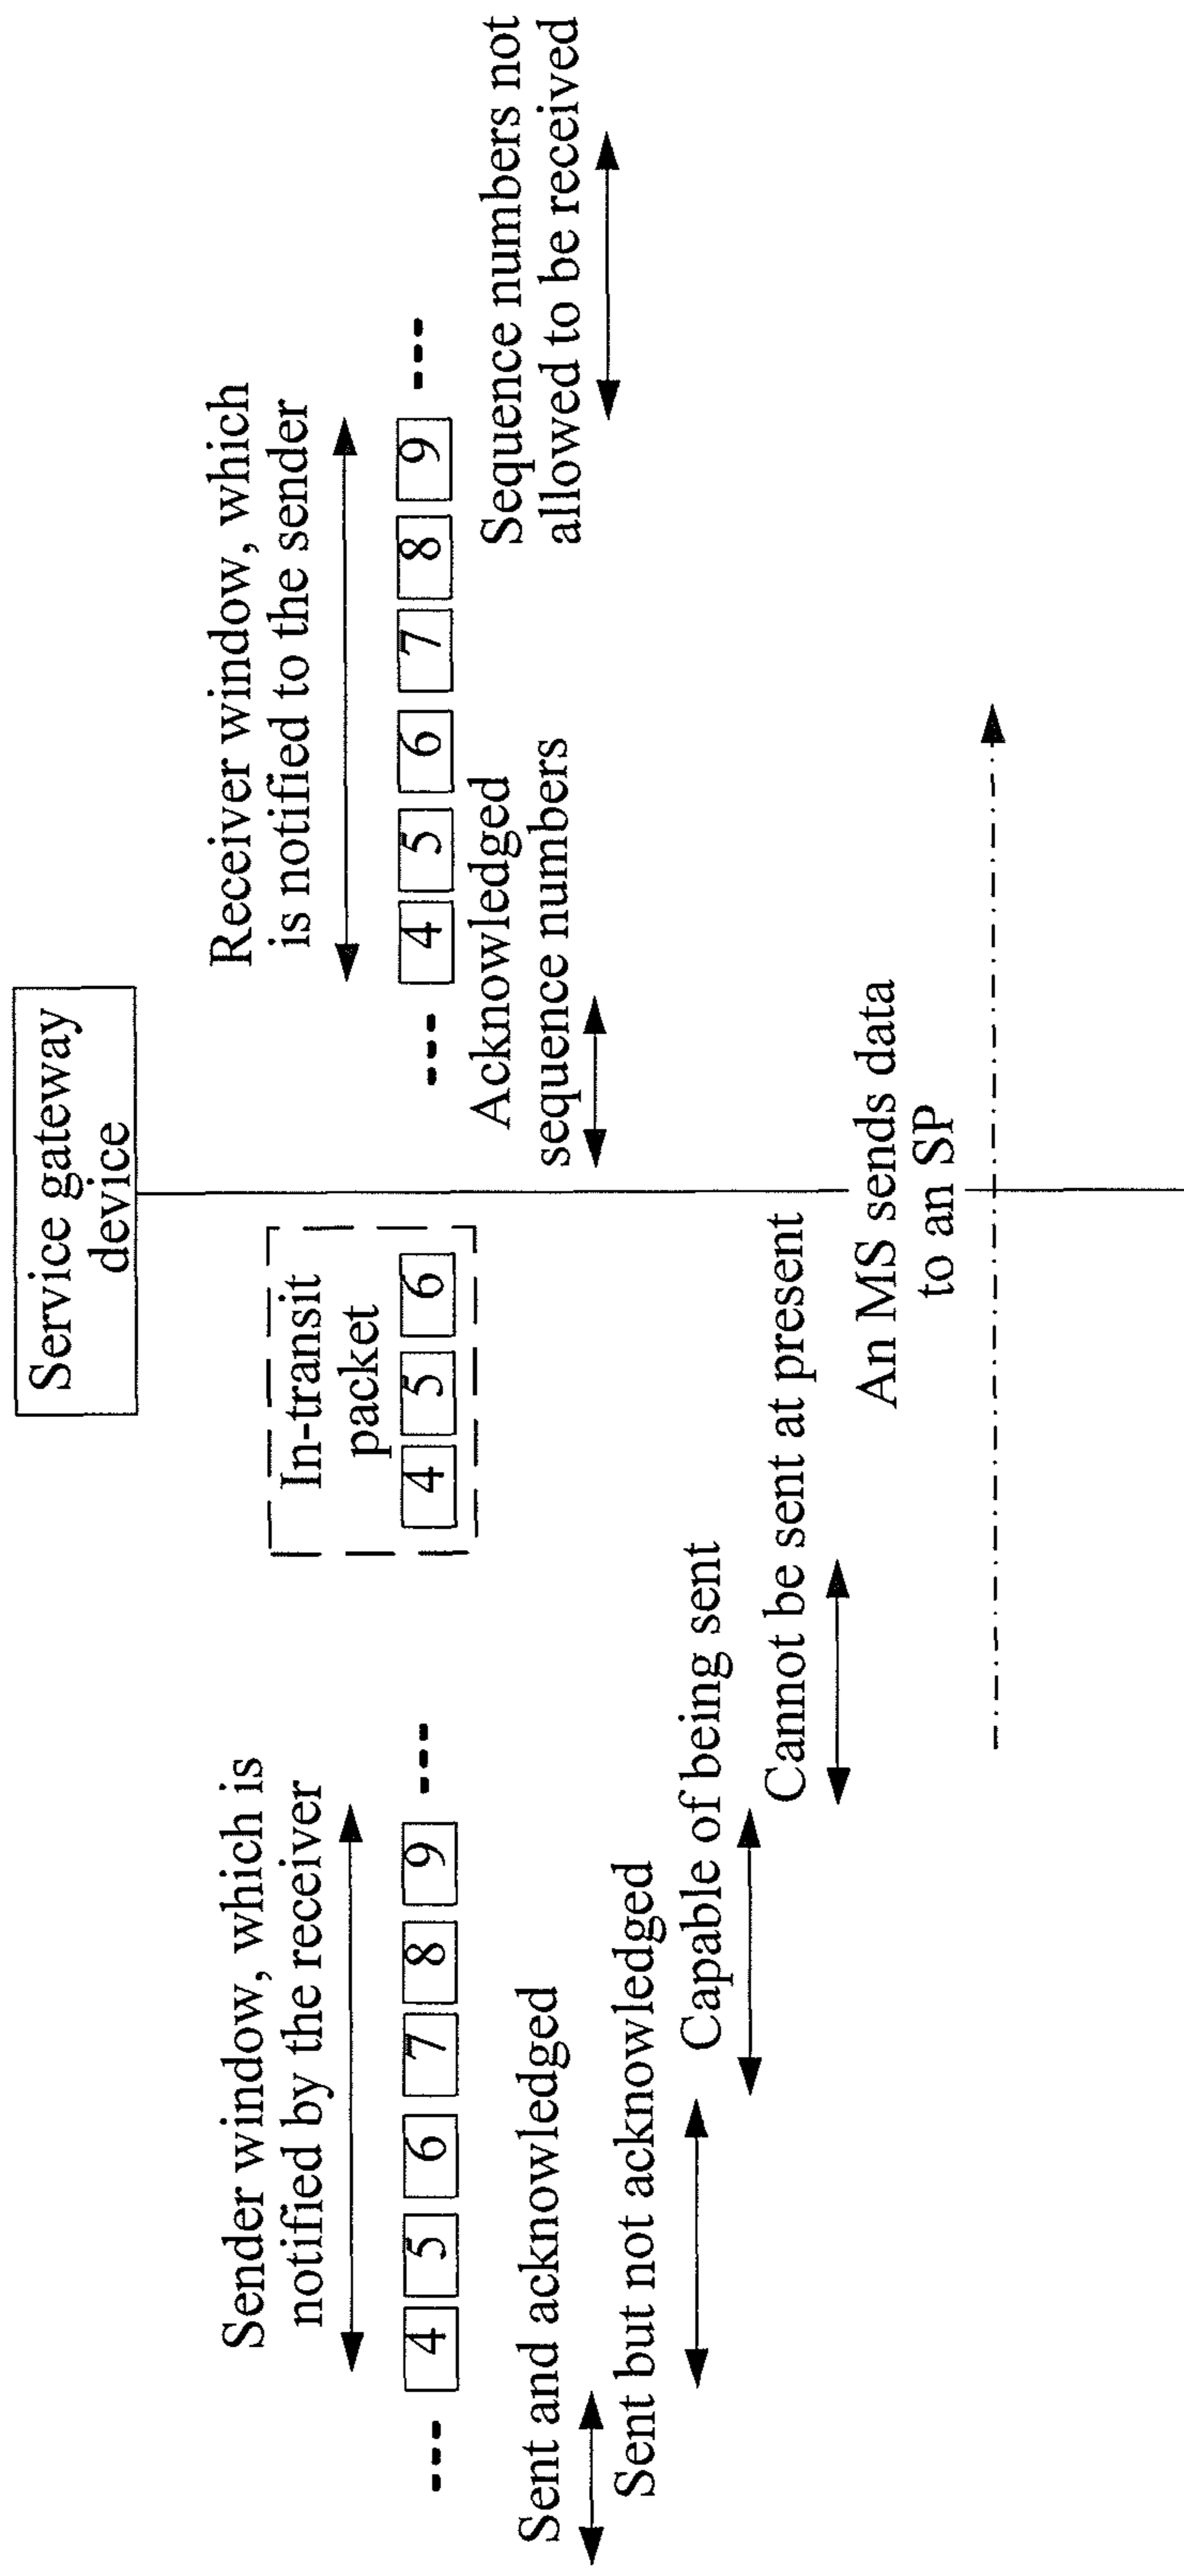 Service gateway
device
Sender window, which is
notified by the receiver
In-transit
packet
Receiver window, which
is notified to the sender
--- 4 5 6 7 8 9 ---
4 5 6
--- 4 5 6 7 8 9 ---
Sent and acknowledged
Sent but not acknowledged
Capable of being sent
Cannot be sent at present
Acknowledged
sequence numbers
Sequence numbers not
allowed to be received
An MS sends data
to an SP